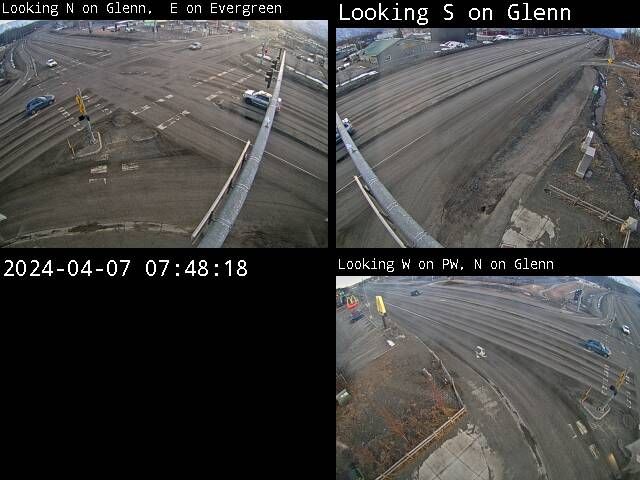 Looking N on Glenn, E on Evergreen
Looking S on Glenn
2024-04-07 07:48:18
Looking W on PW, N on Glenn